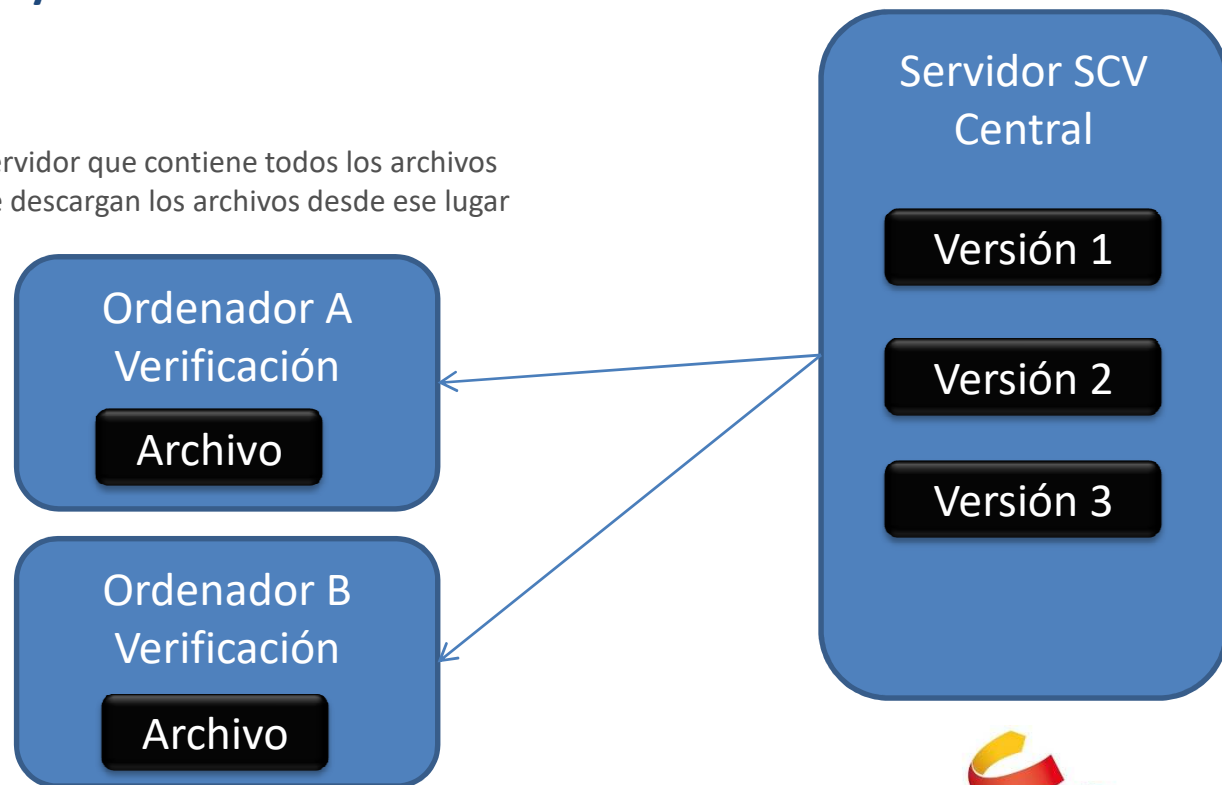 ervidor que contiene todos los archivos
e descargan los archivos desde ese lugar
Servidor SCV
Central
Versión 1
Versión 2
Versión 3
Ordenador A
Verificación
Archivo
Ordenador B
Verificación
Archivo